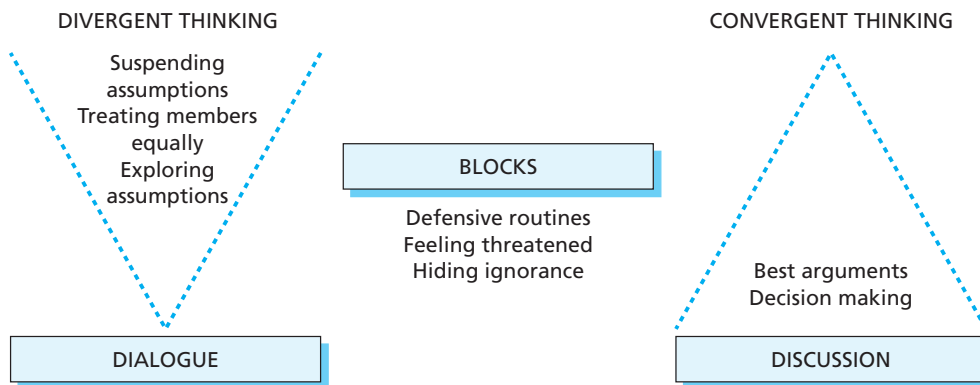 DIVERGENT THINKING
Suspending
assumptions
Treating members
equally
Exploring
assumptions
DIALOGUE
BLOCKS
Defensive routines
Feeling threatened
Hiding ignorance
CONVERGENT THINKING
Best arguments
Decision making
DISCUSSION